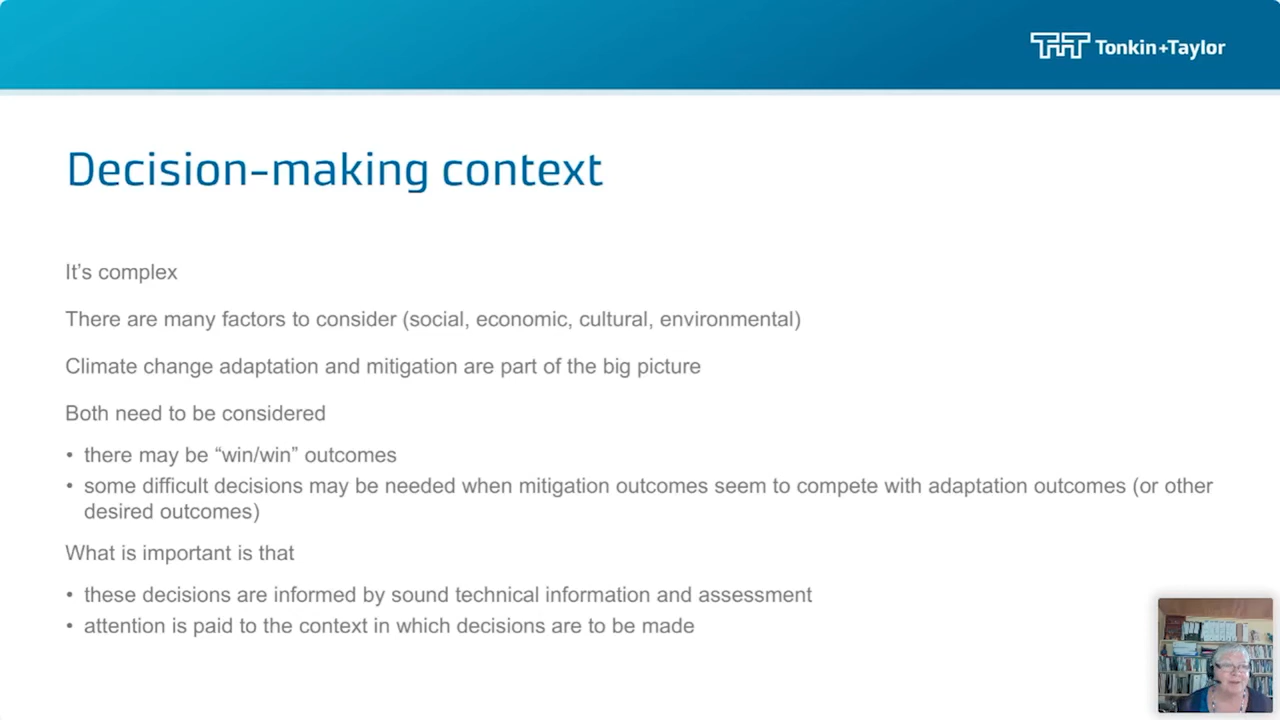 Tonkin+Taylor
Decision-making context
It's complex
There are many factors to consider (social, economic, cultural, environmental)
Climate change adaptation and mitigation are part of the big picture
Both need to be considered
• there may be “win/win” outcomes
• some difficult decisions may be needed when mitigation outcomes seem to compete with adaptation outcomes (or other
desired outcomes)
What is important is that
• these decisions are informed by sound technical information and assessment
• attention is paid to the context in which decisions are to be made